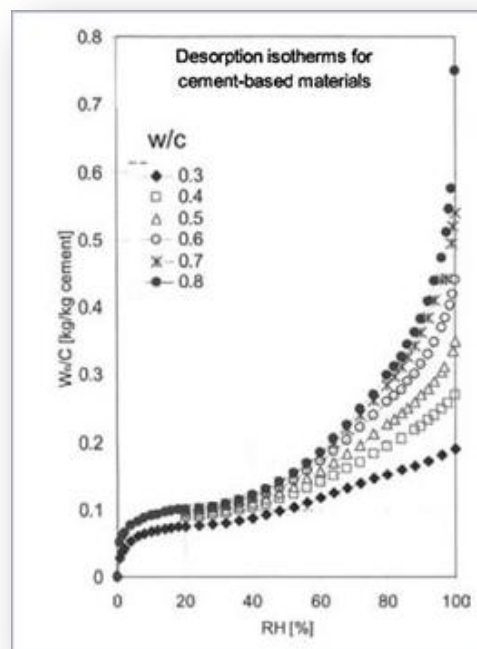 Desorption isotherms for
cement-based materials
w/c
0.3
0.4
0.5
0.6
0.7
0.8
We/C [kg/kg cement]
0.8
0.7
0.6
0.5
0.4
0.3
0.2
0.1
0
0 20 40 60 80 100
RH [%]